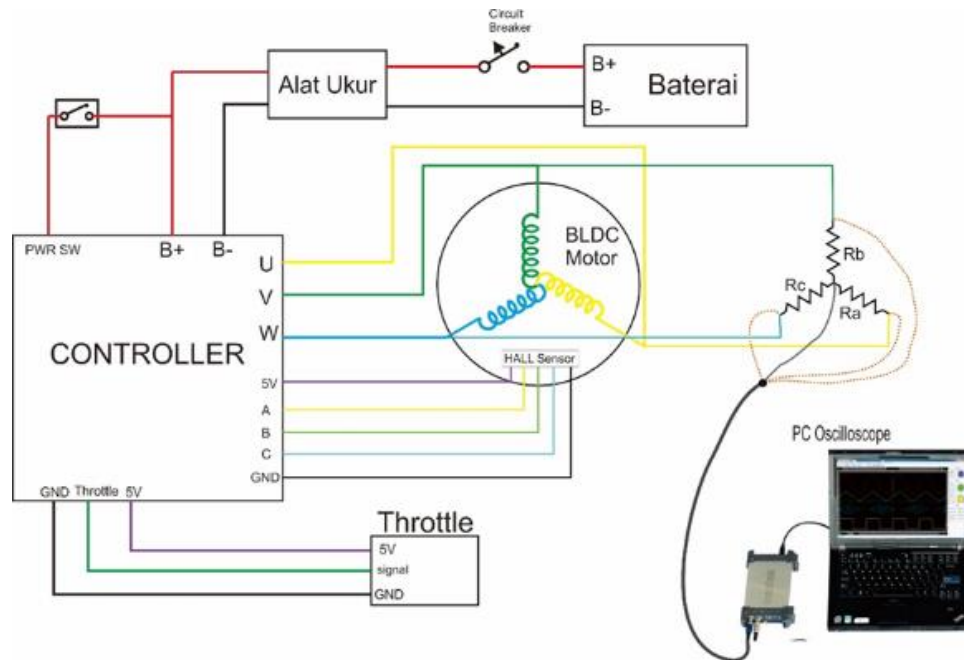 Circuit
Breaker
Alat Ukur
B+
Baterai
B-
PWR SW
B+
B-
U
V
W
CONTROLLER
5V
A
B
C
GND
BLDC
Motor
HALL Sensor
Rb
Rc
Ra
PC Oscilloscope
GND
Throttle
5V
Throttle
5V
signal
GND